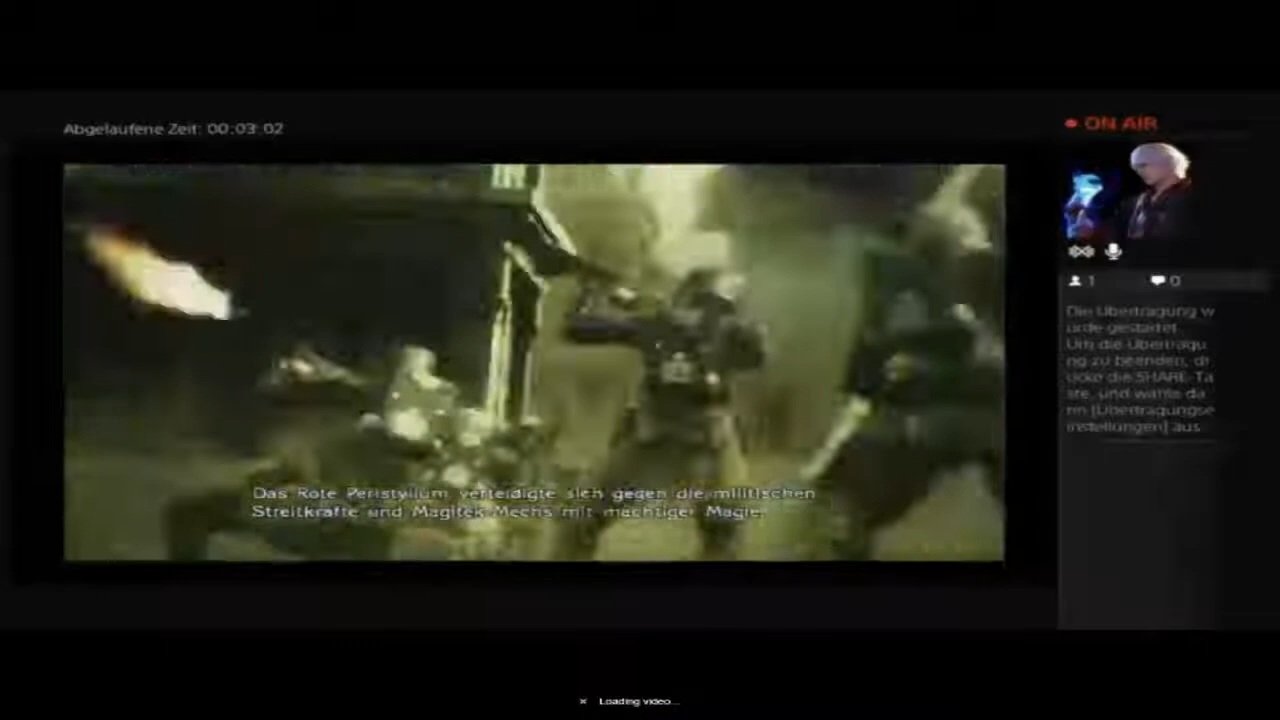 Abgelaufene Zeit: 00:03:02
ON AIR
1
0
Die Übertragung w
urde gestartet.
Um die Übertragu
ng zu beenden, dr
ücke die SHARE-Ta
ste, und wähle da
nn [Übertragungse
instellungen] aus.
Das Rote Peristylium verteidigte sich gegen die militischen
Streitkräfte und Magitek-Mechs mit mächtiger Magie.
Loading video...